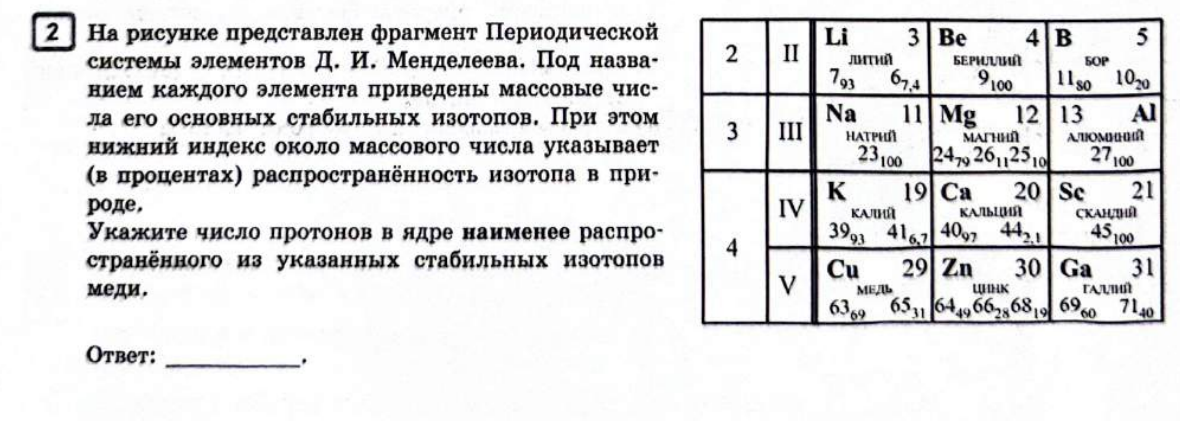 2 На рисунке представлен фрагмент Периодической
системы элементов Д. И. Менделеева. Под назва-
нием каждого элемента приведены массовые чис-
ла его основных стабильных изотопов. При этом
нижний индекс около массового числа указывает
(в процентах) распространённость изотопа в при-
роде.
Укажите число протонов в ядре наименее распро-
странённого из указанных стабильных изотопов
меди.
Ответ: ____________.
2 II Li 3 Be 4 B 5
ЛИТИЙ БЕРИЛЛИЙ БОР
7₉₃ 6₇,₄ 9₁₀₀ 11₈₀ 10₂₀
3 III Na 11 Mg 12 13 Al
НАТРИЙ МАГНИЙ АЛЮМИНИЙ
23₁₀₀ 24₇₉ 26₁₁ 25₁₀ 27₁₀₀
4 IV K 19 Ca 20 Sc 21
КАЛИЙ КАЛЬЦИЙ СКАНДИЙ
39₉₃ 41₆,₇ 40₉₇ 44₂,₁ 45₁₀₀
V Cu 29 Zn 30 Ga 31
МЕДЬ ЦИНК ГАЛЛИЙ
63₆₉ 65₃₁ 64₄₉ 66₂₈ 68₁₉ 69₆₀ 71₄₀